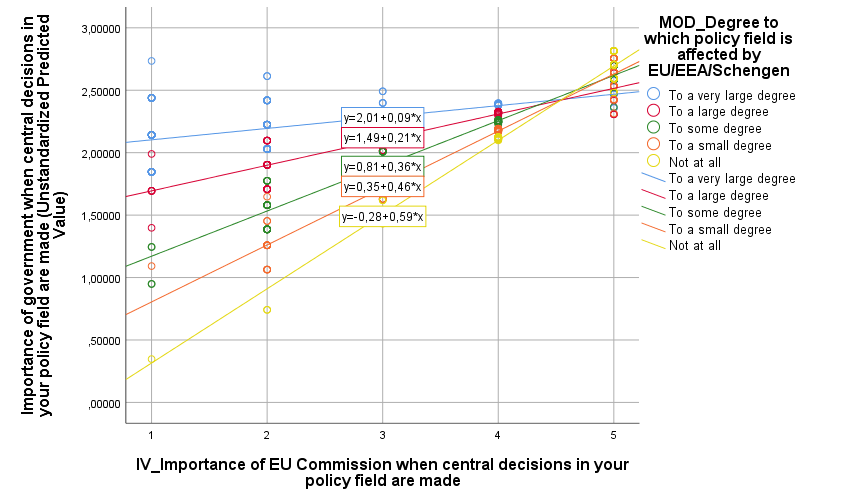 Importance of government when central decisions in
your policy field are made (Unstandardized Predicted
Value)
3,00000
2,50000
2,00000
1,50000
1,00000
,50000
,00000
y=2,01+0,09*x
y=1,49+0,21*x
y=0,81+0,36*x
y=0,35+0,46*x
y=-0,28+0,59*x
1 2 3 4 5
IV_Importance of EU Commission when central decisions in your
policy field are made
MOD_Degree to
which policy field is
affected by
EU/EEA/Schengen
To a very large degree
To a large degree
To some degree
To a small degree
Not at all
To a very large degree
To a large degree
To some degree
To a small degree
Not at all